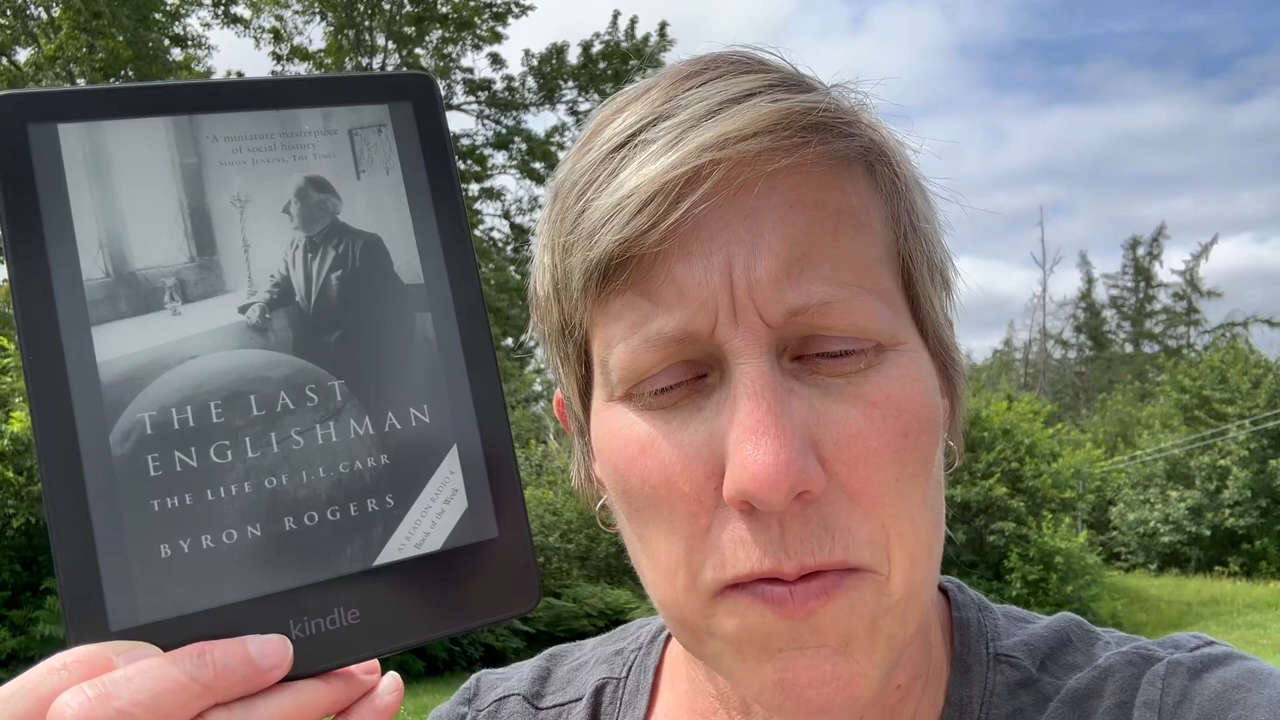 "A miniature masterpiece
of social history"
Simon Jenkins, The Times
THE LAST
ENGLISHMAN
THE LIFE OF J.L. CARR
BYRON ROGERS
AS READ ON RADIO 4
Book of the Week
kindle